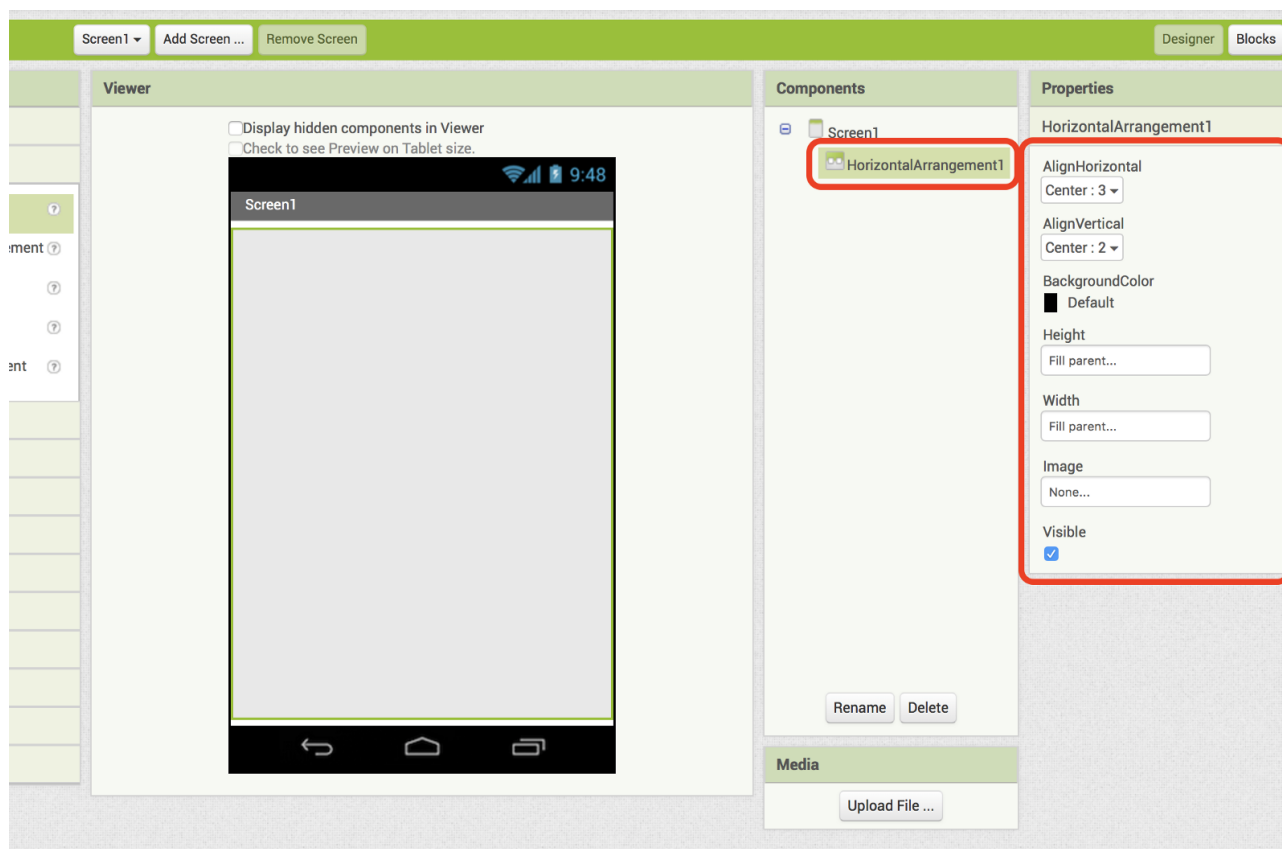 Screen1
Add Screen ...
Remove Screen
Designer
Blocks
ement
ent
Viewer
Display hidden components in Viewer
Check to see Preview on Tablet size.
9:48
Screen1
Components
Screen1
HorizontalArrangement1
Rename
Delete
Media
Upload File ...
Properties
HorizontalArrangement1
AlignHorizontal
Center : 3
AlignVertical
Center : 2
BackgroundColor
Default
Height
Fill parent...
Width
Fill parent...
Image
None...
Visible